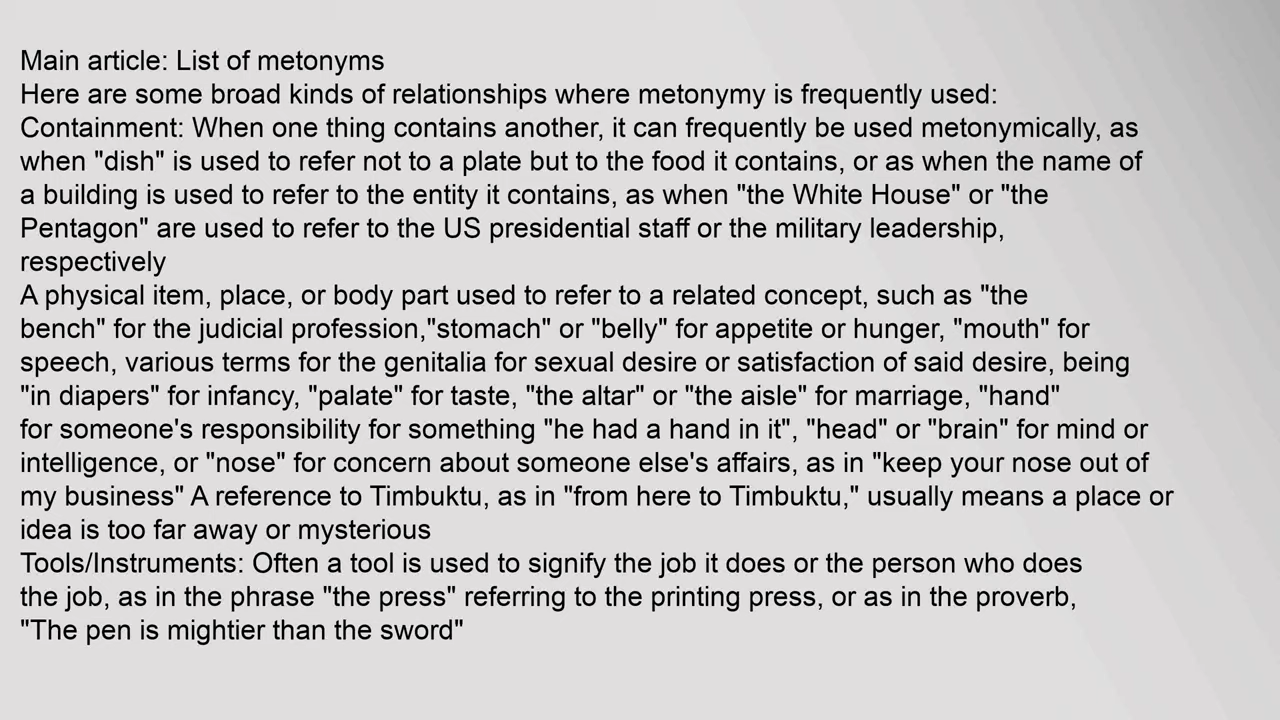 Main article: List of metonyms
Here are some broad kinds of relationships where metonymy is frequently used:
Containment: When one thing contains another, it can frequently be used metonymically, as
when "dish" is used to refer not to a plate but to the food it contains, or as when the name of
a building is used to refer to the entity it contains, as when "the White House" or "the
Pentagon" are used to refer to the US presidential staff or the military leadership,
respectively
A physical item, place, or body part used to refer to a related concept, such as "the
bench" for the judicial profession,"stomach" or "belly" for appetite or hunger, "mouth" for
speech, various terms for the genitalia for sexual desire or satisfaction of said desire, being
"in diapers" for infancy, "palate" for taste, "the altar" or "the aisle" for marriage, "hand"
for someone's responsibility for something "he had a hand in it", "head" or "brain" for mind or
intelligence, or "nose" for concern about someone else's affairs, as in "keep your nose out of
my business" A reference to Timbuktu, as in "from here to Timbuktu," usually means a place or
idea is too far away or mysterious
Tools/Instruments: Often a tool is used to signify the job it does or the person who does
the job, as in the phrase "the press" referring to the printing press, or as in the proverb,
"The pen is mightier than the sword"